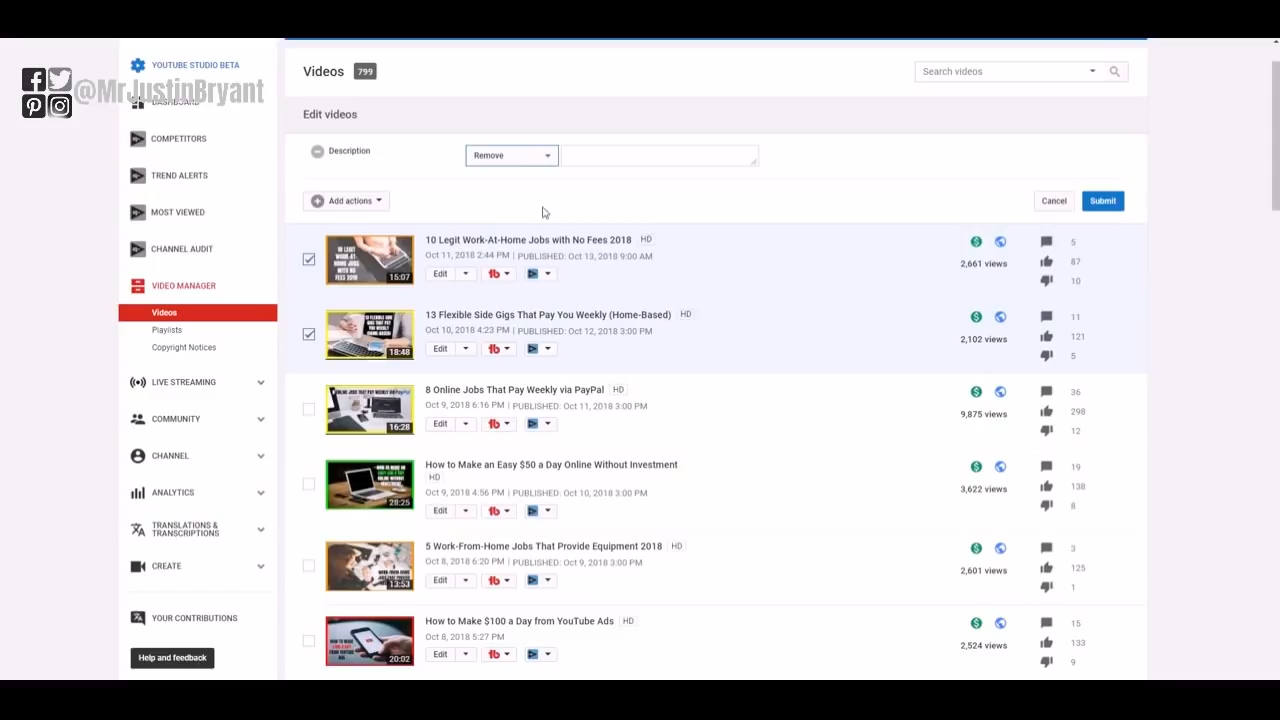 @MrJustinBryant
YOUTUBE STUDIO BETA
DASHBOARD
COMPETITORS
TREND ALERTS
MOST VIEWED
CHANNEL AUDIT
VIDEO MANAGER
Videos
Playlists
Copyright Notices
LIVE STREAMING
COMMUNITY
CHANNEL
ANALYTICS
TRANSLATIONS &
TRANSCRIPTIONS
CREATE
YOUR CONTRIBUTIONS
Help and feedback
Videos 799
Search videos
Edit videos
Description
Remove
Add actions
Cancel
Submit
10 Legit Work-At-Home Jobs with No Fees 2018 HD
Oct 11, 2018 2:44 PM | PUBLISHED: Oct 13, 2018 9:00 AM
Edit
15:07
2,661 views
5
87
10
13 Flexible Side Gigs That Pay You Weekly (Home-Based) HD
Oct 10, 2018 4:23 PM | PUBLISHED: Oct 12, 2018 3:00 PM
Edit
18:48
2,102 views
11
121
5
8 Online Jobs That Pay Weekly via PayPal HD
Oct 9, 2018 6:16 PM | PUBLISHED: Oct 11, 2018 3:00 PM
Edit
16:28
9,875 views
36
298
12
How to Make an Easy $50 a Day Online Without Investment
HD
Oct 9, 2018 4:56 PM | PUBLISHED: Oct 10, 2018 3:00 PM
Edit
28:25
3,622 views
19
138
8
5 Work-From-Home Jobs That Provide Equipment 2018 HD
Oct 8, 2018 6:20 PM | PUBLISHED: Oct 9, 2018 3:00 PM
Edit
13:53
2,601 views
3
125
1
How to Make $100 a Day from YouTube Ads HD
Oct 8, 2018 5:27 PM
Edit
20:02
2,524 views
15
133
9